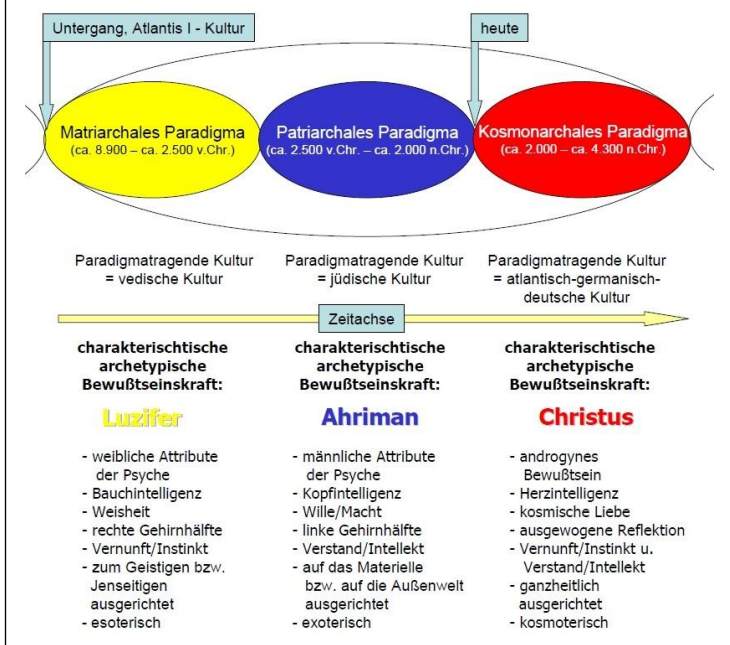 Untergang, Atlantis I - Kultur
heute
Matriarchales Paradigma
(ca. 8.900 – ca. 2.500 v.Chr.)
Patriarchales Paradigma
(ca. 2.500 v.Chr. – ca. 2.000 n.Chr.)
Kosmonarchales Paradigma
(ca. 2.000 – ca. 4.300 n.Chr.)
Paradigmatragende Kultur
= vedische Kultur
Paradigmatragende Kultur
= jüdische Kultur
Paradigmatragende Kultur
= atlantisch-germanisch-
deutsche Kultur
Zeitachse
charakterischtische
archetypische
Bewußtseinskraft:
Luzifer
- weibliche Attribute
der Psyche
- Bauchintelligenz
- Weisheit
- rechte Gehirnhälfte
- Vernunft/Instinkt
- zum Geistigen bzw.
Jenseitigen
ausgerichtet
- esoterisch
charakterischtische
archetypische
Bewußtseinskraft:
Ahriman
- männliche Attribute
der Psyche
- Kopfintelligenz
- Wille/Macht
- linke Gehirnhälfte
- Verstand/Intellekt
- auf das Materielle
bzw. auf die Außenwelt
ausgerichtet
- exoterisch
charakterischtische
archetypische
Bewußtseinskraft:
Christus
- androgynes
Bewußtsein
- Herzintelligenz
- kosmische Liebe
- ausgewogene Reflektion
- Vernunft/Instinkt u.
Verstand/Intellekt
- ganzheitlich
ausgerichtet
- kosmoterisch